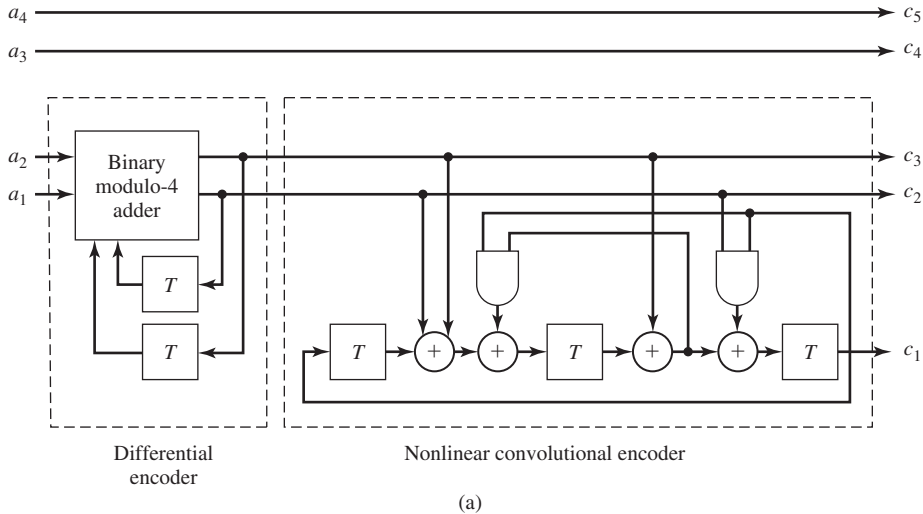 a₄ c₅
a₃ c₄
a₂ c₃
a₁ c₂
Binary
modulo-4
adder
T
T
T + + T + + T c₁
Differential
encoder
Nonlinear convolutional encoder
(a)